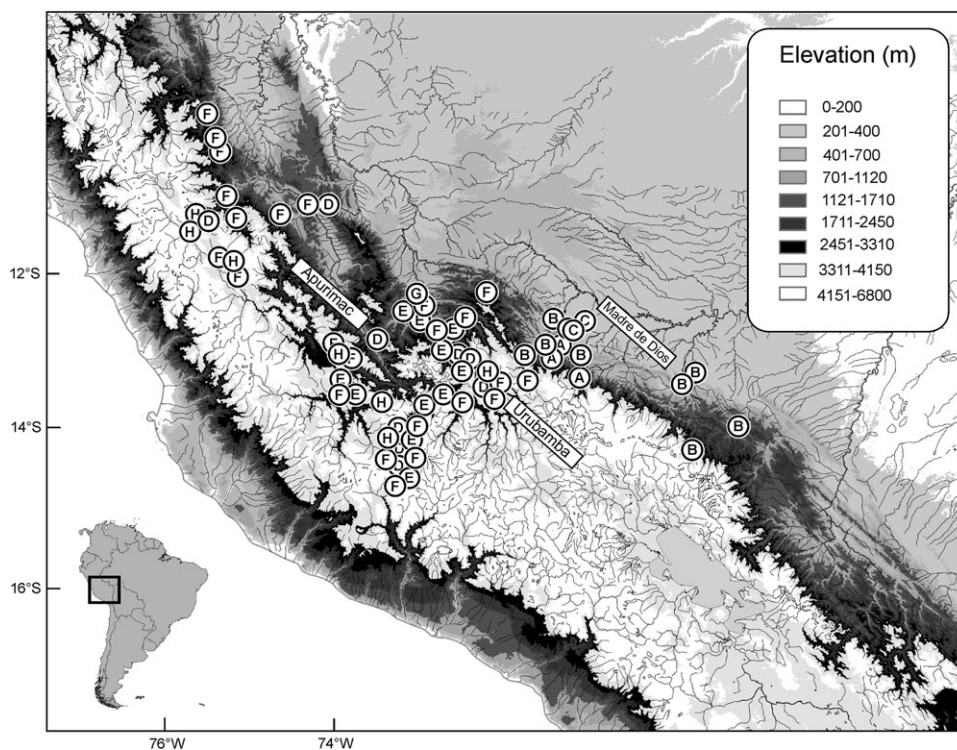 Elevation (m)
0-200
201-400
401-700
701-1120
1121-1710
1711-2450
2451-3310
3311-4150
4151-6800
F
F
F
F
H
F
F
F
F
D
H
F
H
F
12°S
Apurimac
G
E
F
E
F
F
E
F
D
E
D
H
F
H
F
E
H
E
D
F
F
E
H
E
E
F
F
B
C
A
B
B
A
B
F
A
Madre de Dios
B
B
B
B
Urubamba
14°S
F
H
E
F
F
E
F
16°S
76°W
74°W